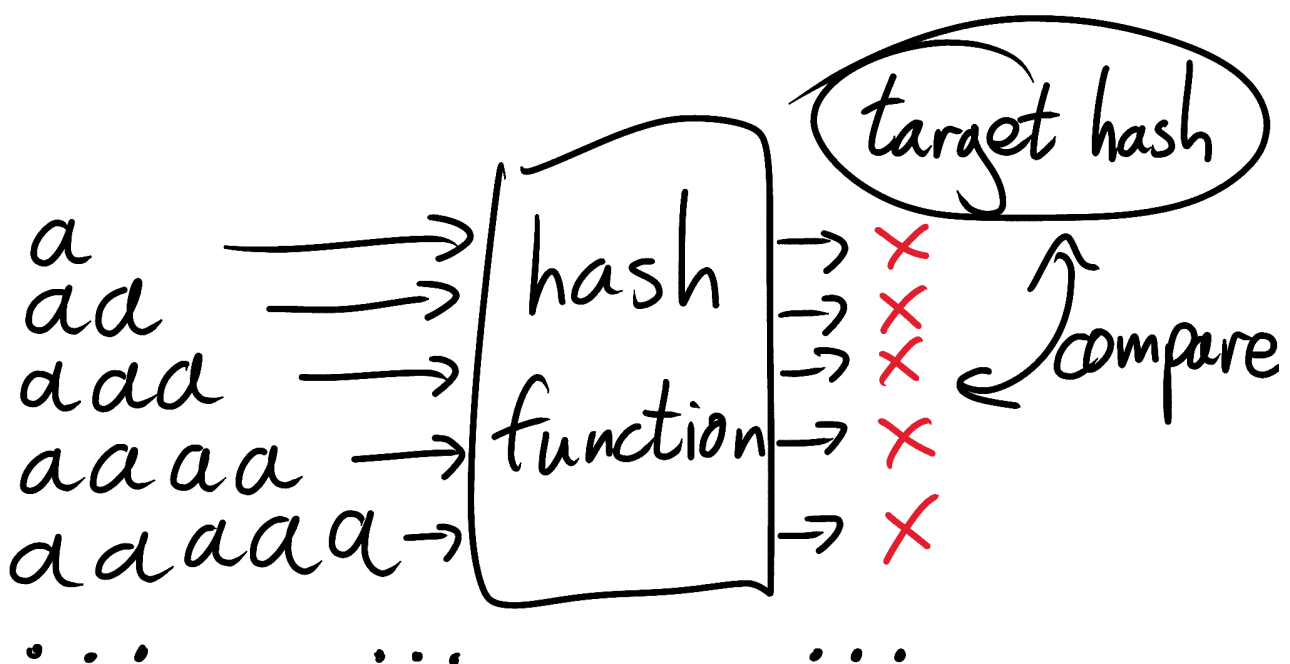 target hash
a
aa
aaa
aaaa
aaaaa
hash
function
compare
...
...
...